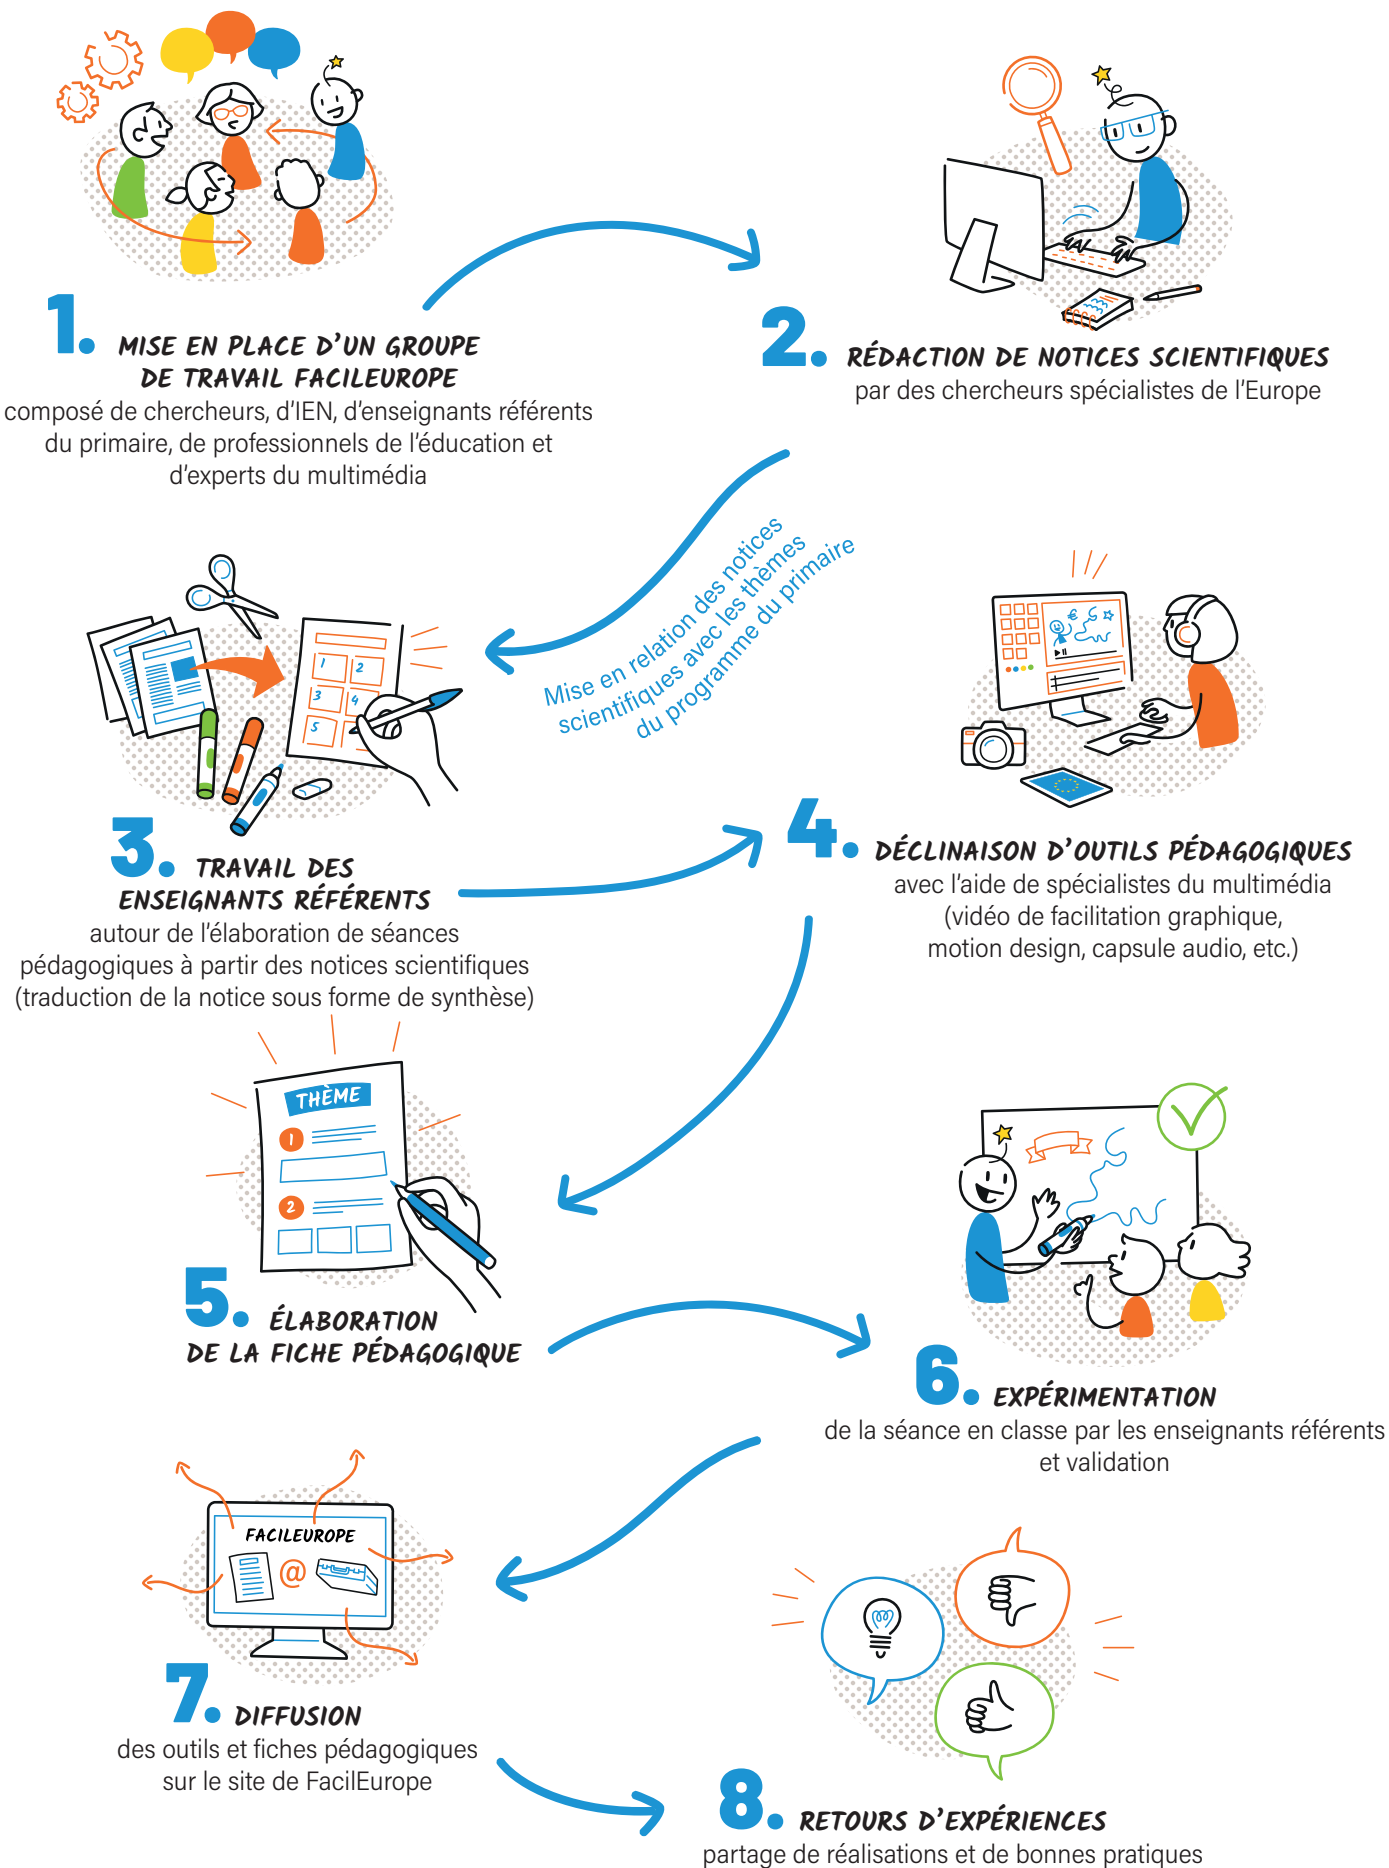 1. MISE EN PLACE D'UN GROUPE
DE TRAVAIL FACILEUROPE
composé de chercheurs, d'IEN, d'enseignants référents
du primaire, de professionnels de l'éducation et
d'experts du multimédia
2. RÉDACTION DE NOTICES SCIENTIFIQUES
par des chercheurs spécialistes de l'Europe
Mise en relation des notices
scientifiques avec les thèmes
du programme du primaire
1 2
3 4
5
3. TRAVAIL DES
ENSEIGNANTS RÉFÉRENTS
autour de l'élaboration de séances
pédagogiques à partir des notices scientifiques
(traduction de la notice sous forme de synthèse)
€
4. DÉCLINAISON D'OUTILS PÉDAGOGIQUES
avec l'aide de spécialistes du multimédia
(vidéo de facilitation graphique,
motion design, capsule audio, etc.)
THÈME
1
2
5. ÉLABORATION
DE LA FICHE PÉDAGOGIQUE
6. EXPÉRIMENTATION
de la séance en classe par les enseignants référents
et validation
FACILEUROPE
@
7. DIFFUSION
des outils et fiches pédagogiques
sur le site de FacilEurope
8. RETOURS D'EXPÉRIENCES
partage de réalisations et de bonnes pratiques